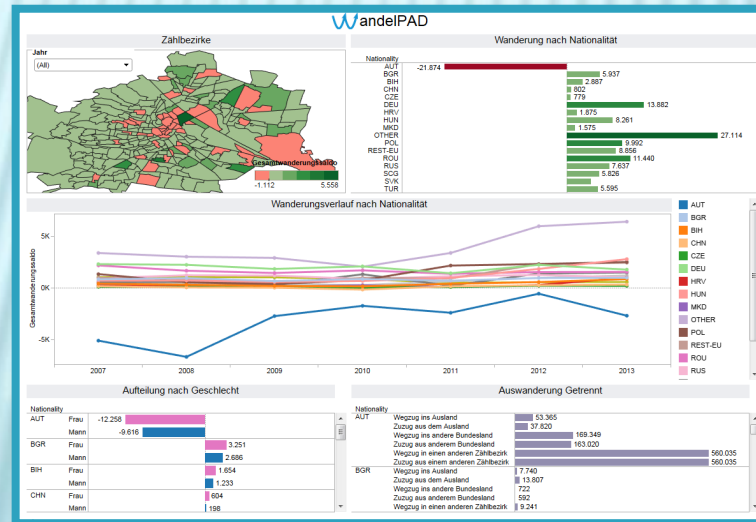 WandelPAD
Zählbezirke
Jahr
(All)
Gesamtwanderungssaldo
-1.112 5.558
Wanderung nach Nationalität
Nationality
AUT -21.874
BGR 5.937
BIH 2.887
CHN 802
CZE 779
DEU 13.882
HRV 1.875
HUN 8.261
MKD 1.575
OTHER 27.114
POL 9.992
REST-EU 8.856
ROU 11.440
RUS 7.637
SCG 5.826
SVK
TUR 5.595
Wanderungsverlauf nach Nationalität
Gesamtwanderungssaldo
5K
0K
-5K
2007 2008 2009 2010 2011 2012 2013
AUT
BGR
BIH
CHN
CZE
DEU
HRV
HUN
MKD
OTHER
POL
REST-EU
ROU
RUS
Aufteilung nach Geschlecht
Nationality
AUT Frau -12.258
Mann -9.616
BGR Frau 3.251
Mann 2.686
BIH Frau 1.654
Mann 1.233
CHN Frau 604
Mann 198
Auswanderung Getrennt
Nationality
AUT Wegzug ins Ausland 53.365
Zuzug aus dem Ausland 37.820
Wegzug ins andere Bundesland 169.349
Zuzug aus anderem Bundesland 163.020
Wegzug in einen anderen Zählbezirk 560.035
Zuzug aus einem anderen Zählbezirk 560.035
BGR Wegzug ins Ausland 7.740
Zuzug aus dem Ausland 13.807
Wegzug ins andere Bundesland 722
Zuzug aus anderem Bundesland 592
Wegzug in einen anderen Zählbezirk 9.241